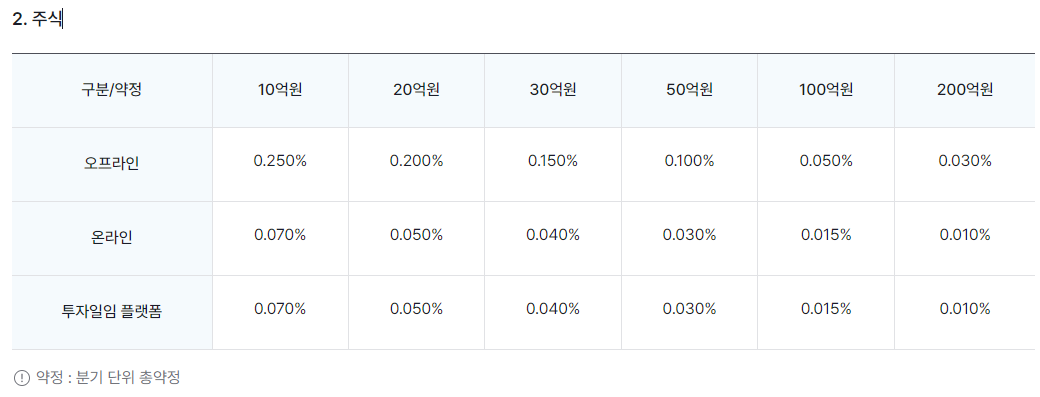 2. 주식
구분/약정 10억원 20억원 30억원 50억원 100억원 200억원
오프라인 0.250% 0.200% 0.150% 0.100% 0.050% 0.030%
온라인 0.070% 0.050% 0.040% 0.030% 0.015% 0.010%
투자일임 플랫폼 0.070% 0.050% 0.040% 0.030% 0.015% 0.010%
약정 : 분기 단위 총약정